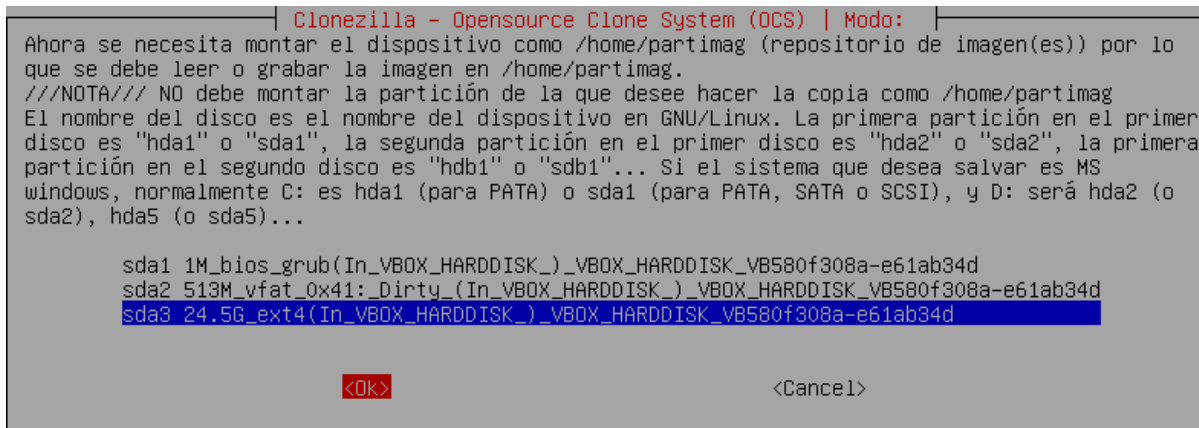 Clonezilla - Opensource Clone System (OCS) | Modo:
Ahora se necesita montar el dispositivo como /home/partimag (repositorio de imagen(es)) por lo
que se debe leer o grabar la imagen en /home/partimag.
///NOTA/// NO debe montar la partición de la que desee hacer la copia como /home/partimag
El nombre del disco es el nombre del dispositivo en GNU/Linux. La primera partición en el primer
disco es "hda1" o "sda1", la segunda partición en el primer disco es "hda2" o "sda2", la primera
partición en el segundo disco es "hdb1" o "sdb1"... Si el sistema que desea salvar es MS
windows, normalmente C: es hda1 (para PATA) o sda1 (para PATA, SATA o SCSI), y D: será hda2 (o
sda2), hda5 (o sda5)...
sda1 1M_bios_grub(In_VBOX_HARDDISK_)_VBOX_HARDDISK_VB580f308a-e61ab34d
sda2 513M_vfat_0x41:_Dirty_(In_VBOX_HARDDISK_)_VBOX_HARDDISK_VB580f308a-e61ab34d
sda3 24.5G_ext4(In_VBOX_HARDDISK_)_VBOX_HARDDISK_VB580f308a-e61ab34d
<Ok> <Cancel>